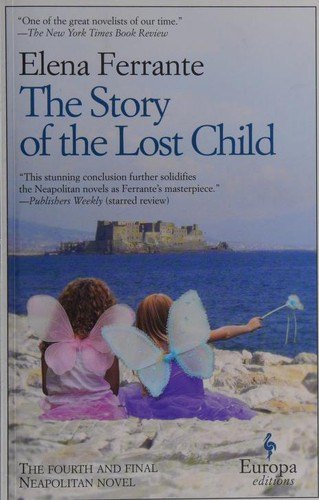 "One of the great novelists of our time."
—The New York Times Book Review
Elena Ferrante
The Story
of the Lost Child
"This stunning conclusion further solidifies
the Neapolitan novels as Ferrante's masterpiece."
—Publishers Weekly (starred review)
THE FOURTH AND FINAL
NEAPOLITAN NOVEL
Europa
editions